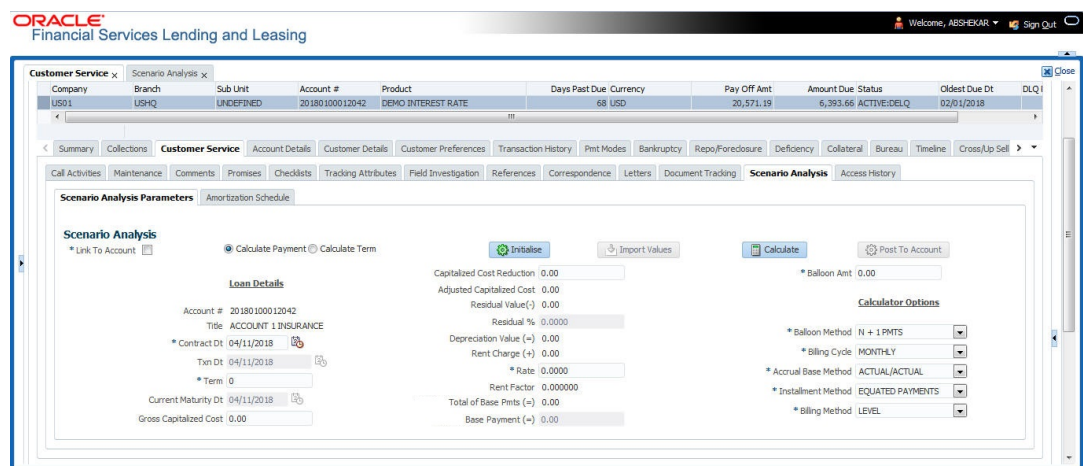 ORACLE
Financial Services Lending and Leasing
Welcome, ABSHEKAR Sign Out
Customer Service x Scenario Analysis x Close
Company Branch Sub Unit Account # Product Days Past Due Currency Pay Off Amt Amount Due Status Oldest Due Dt DLQ
US01 USHQ UNDEFINED 20180100012042 DEMO INTEREST RATE 68 USD 20,571.19 6,393.66 ACTIVE:DELQ 02/01/2018
Summary Collections Customer Service Account Details Customer Details Customer Preferences Transaction History Pmt Modes Bankruptcy Repo/Foreclosure Deficiency Collateral Bureau Timeline Cross/Up Sell
Call Activities Maintenance Comments Promises Checklists Tracking Attributes Field Investigation References Correspondence Letters Document Tracking Scenario Analysis Access History
Scenario Analysis Parameters Amortization Schedule
Scenario Analysis
* Link To Account Calculate Payment Calculate Term Initialise Import Values Calculate Post To Account
Capitalized Cost Reduction 0.00 * Balloon Amt 0.00
Loan Details
Adjusted Capitalized Cost 0.00
Residual Value(-) 0.00 Calculator Options
Account # 20180100012042
Residual % 0.0000
Title ACCOUNT 1 INSURANCE
* Balloon Method N + 1 PMTS
* Contract Dt 04/11/2018 Depreciation Value (=) 0.00
Rent Charge (+) 0.00 * Billing Cycle MONTHLY
Txn Dt 04/11/2018
* Rate 0.0000 * Accrual Base Method ACTUAL/ACTUAL
* Term 0
Rent Factor 0.000000 * Installment Method EQUATED PAYMENTS
Current Maturity Dt 04/11/2018 Total of Base Pmts (=) 0.00
* Billing Method LEVEL
Gross Capitalized Cost 0.00 Base Payment (=) 0.00